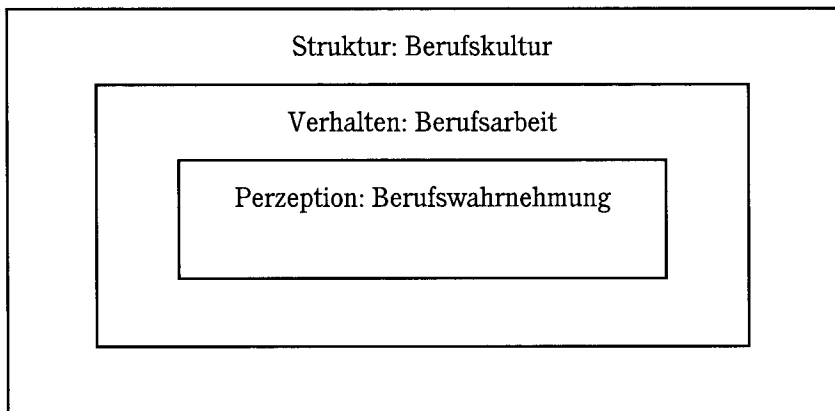 Struktur: Berufskultur
Verhalten: Berufsarbeit
Perzeption: Berufswahrnehmung